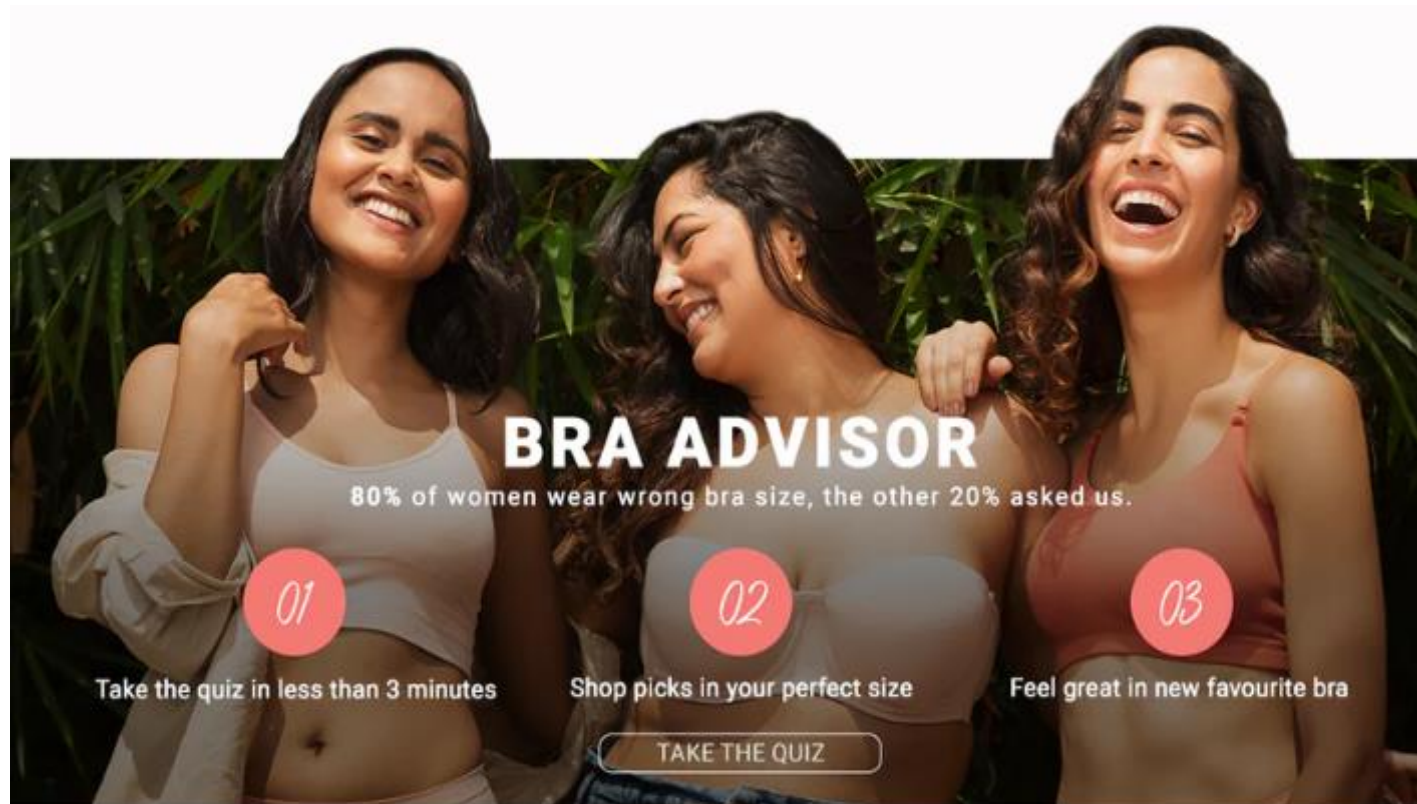 BRA ADVISOR
80% of women wear wrong bra size, the other 20% asked us.
01
02
03
Take the quiz in less than 3 minutes
Shop picks in your perfect size
Feel great in new favourite bra
TAKE THE QUIZ